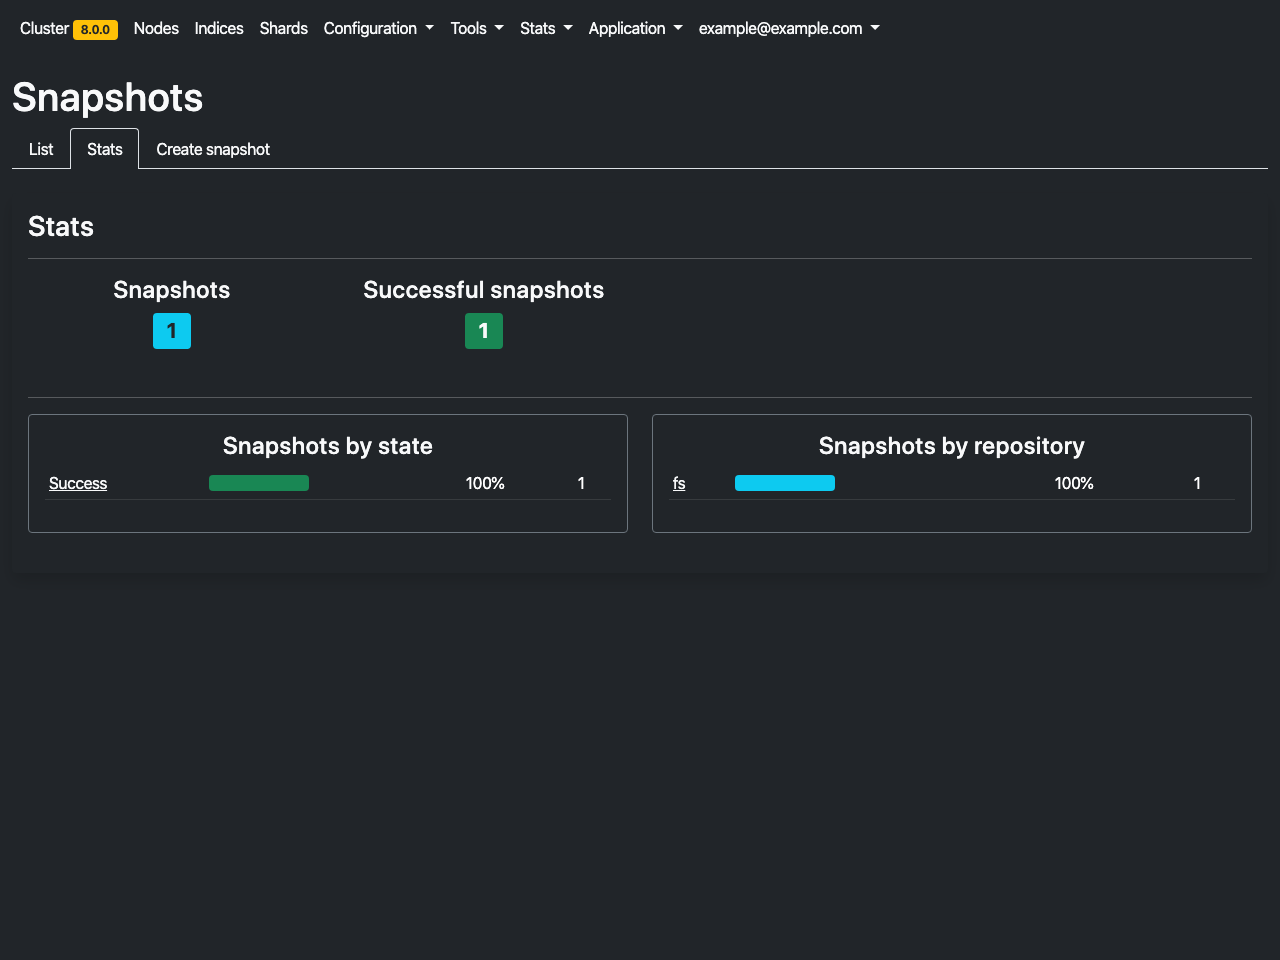 Cluster 8.0.0 Nodes Indices Shards Configuration Tools Stats Application example@example.com
Snapshots
List Stats Create snapshot
Stats
Snapshots Successful snapshots
1 1
Snapshots by state
Success 100% 1
Snapshots by repository
fs 100% 1